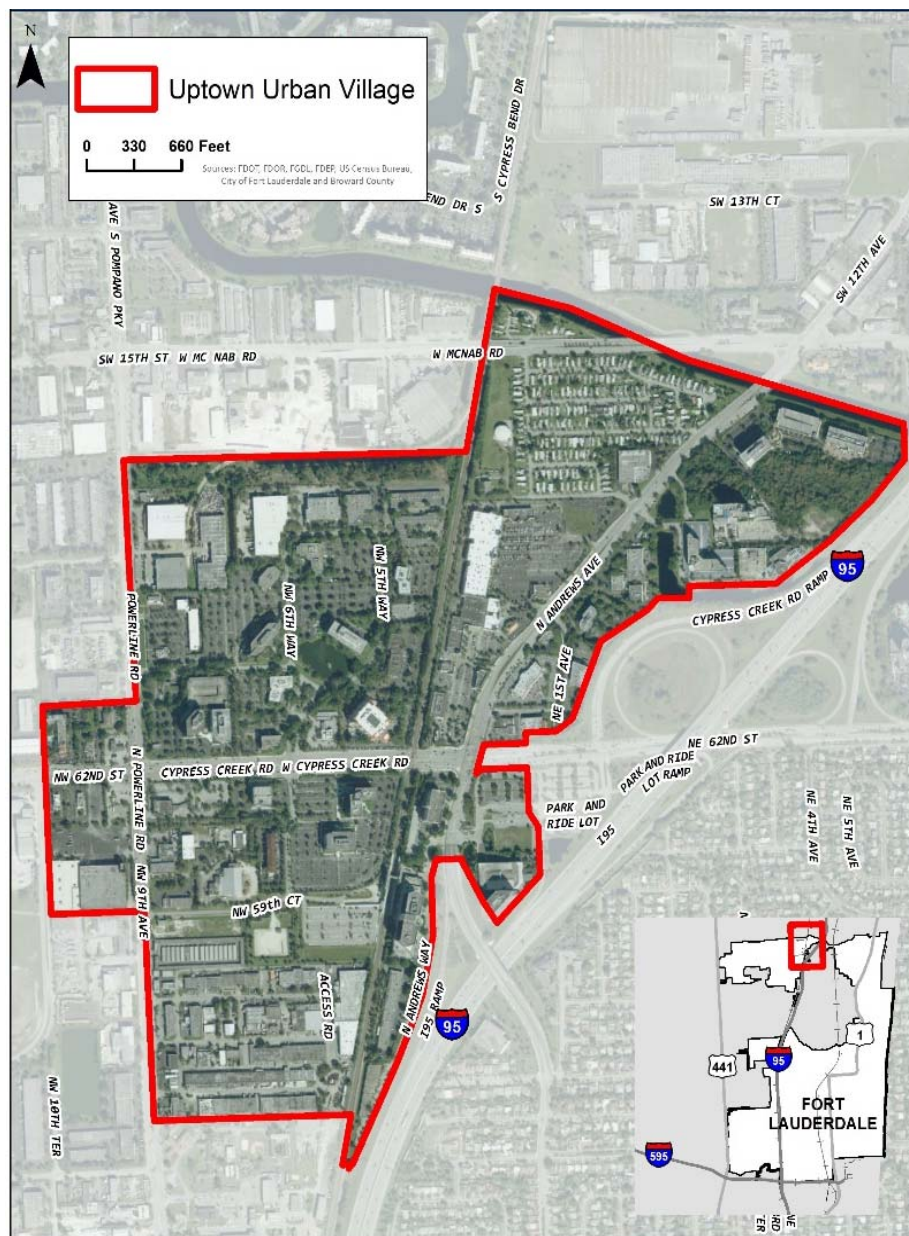 N
Uptown Urban Village
0 330 660 Feet
Sources: FDOT, FDOR, FGDL, FDEP, US Census Bureau,
City of Fort Lauderdale and Broward County
S CYPRESS BEND DR
BEND DR S
SW 13TH CT
SW 12TH AVE
AVE S POMPANO PKY
SW 15TH ST W MC NAB RD
W MCNAB RD
NW 5TH WAY
NW 6TH WAY
N ANDREWS AVE
95
CYPRESS CREEK RD RAMP
POWERLINE RD
NE 1ST AVE
NW 62ND ST
CYPRESS CREEK RD W CYPRESS CREEK RD
NE 62ND ST
PARK AND RIDE
LOT RAMP
PARK AND
RIDE LOT
I95
NE 4TH AVE
NE 5TH AVE
N POWERLINE RD
NW 9TH AVE
NW 59th CT
ACCESS RD
N ANDREWS WAY
I95 RAMP
95
NW 10TH TER
1
95
441
FORT
LAUDERDALE
595
NE
RD
TER